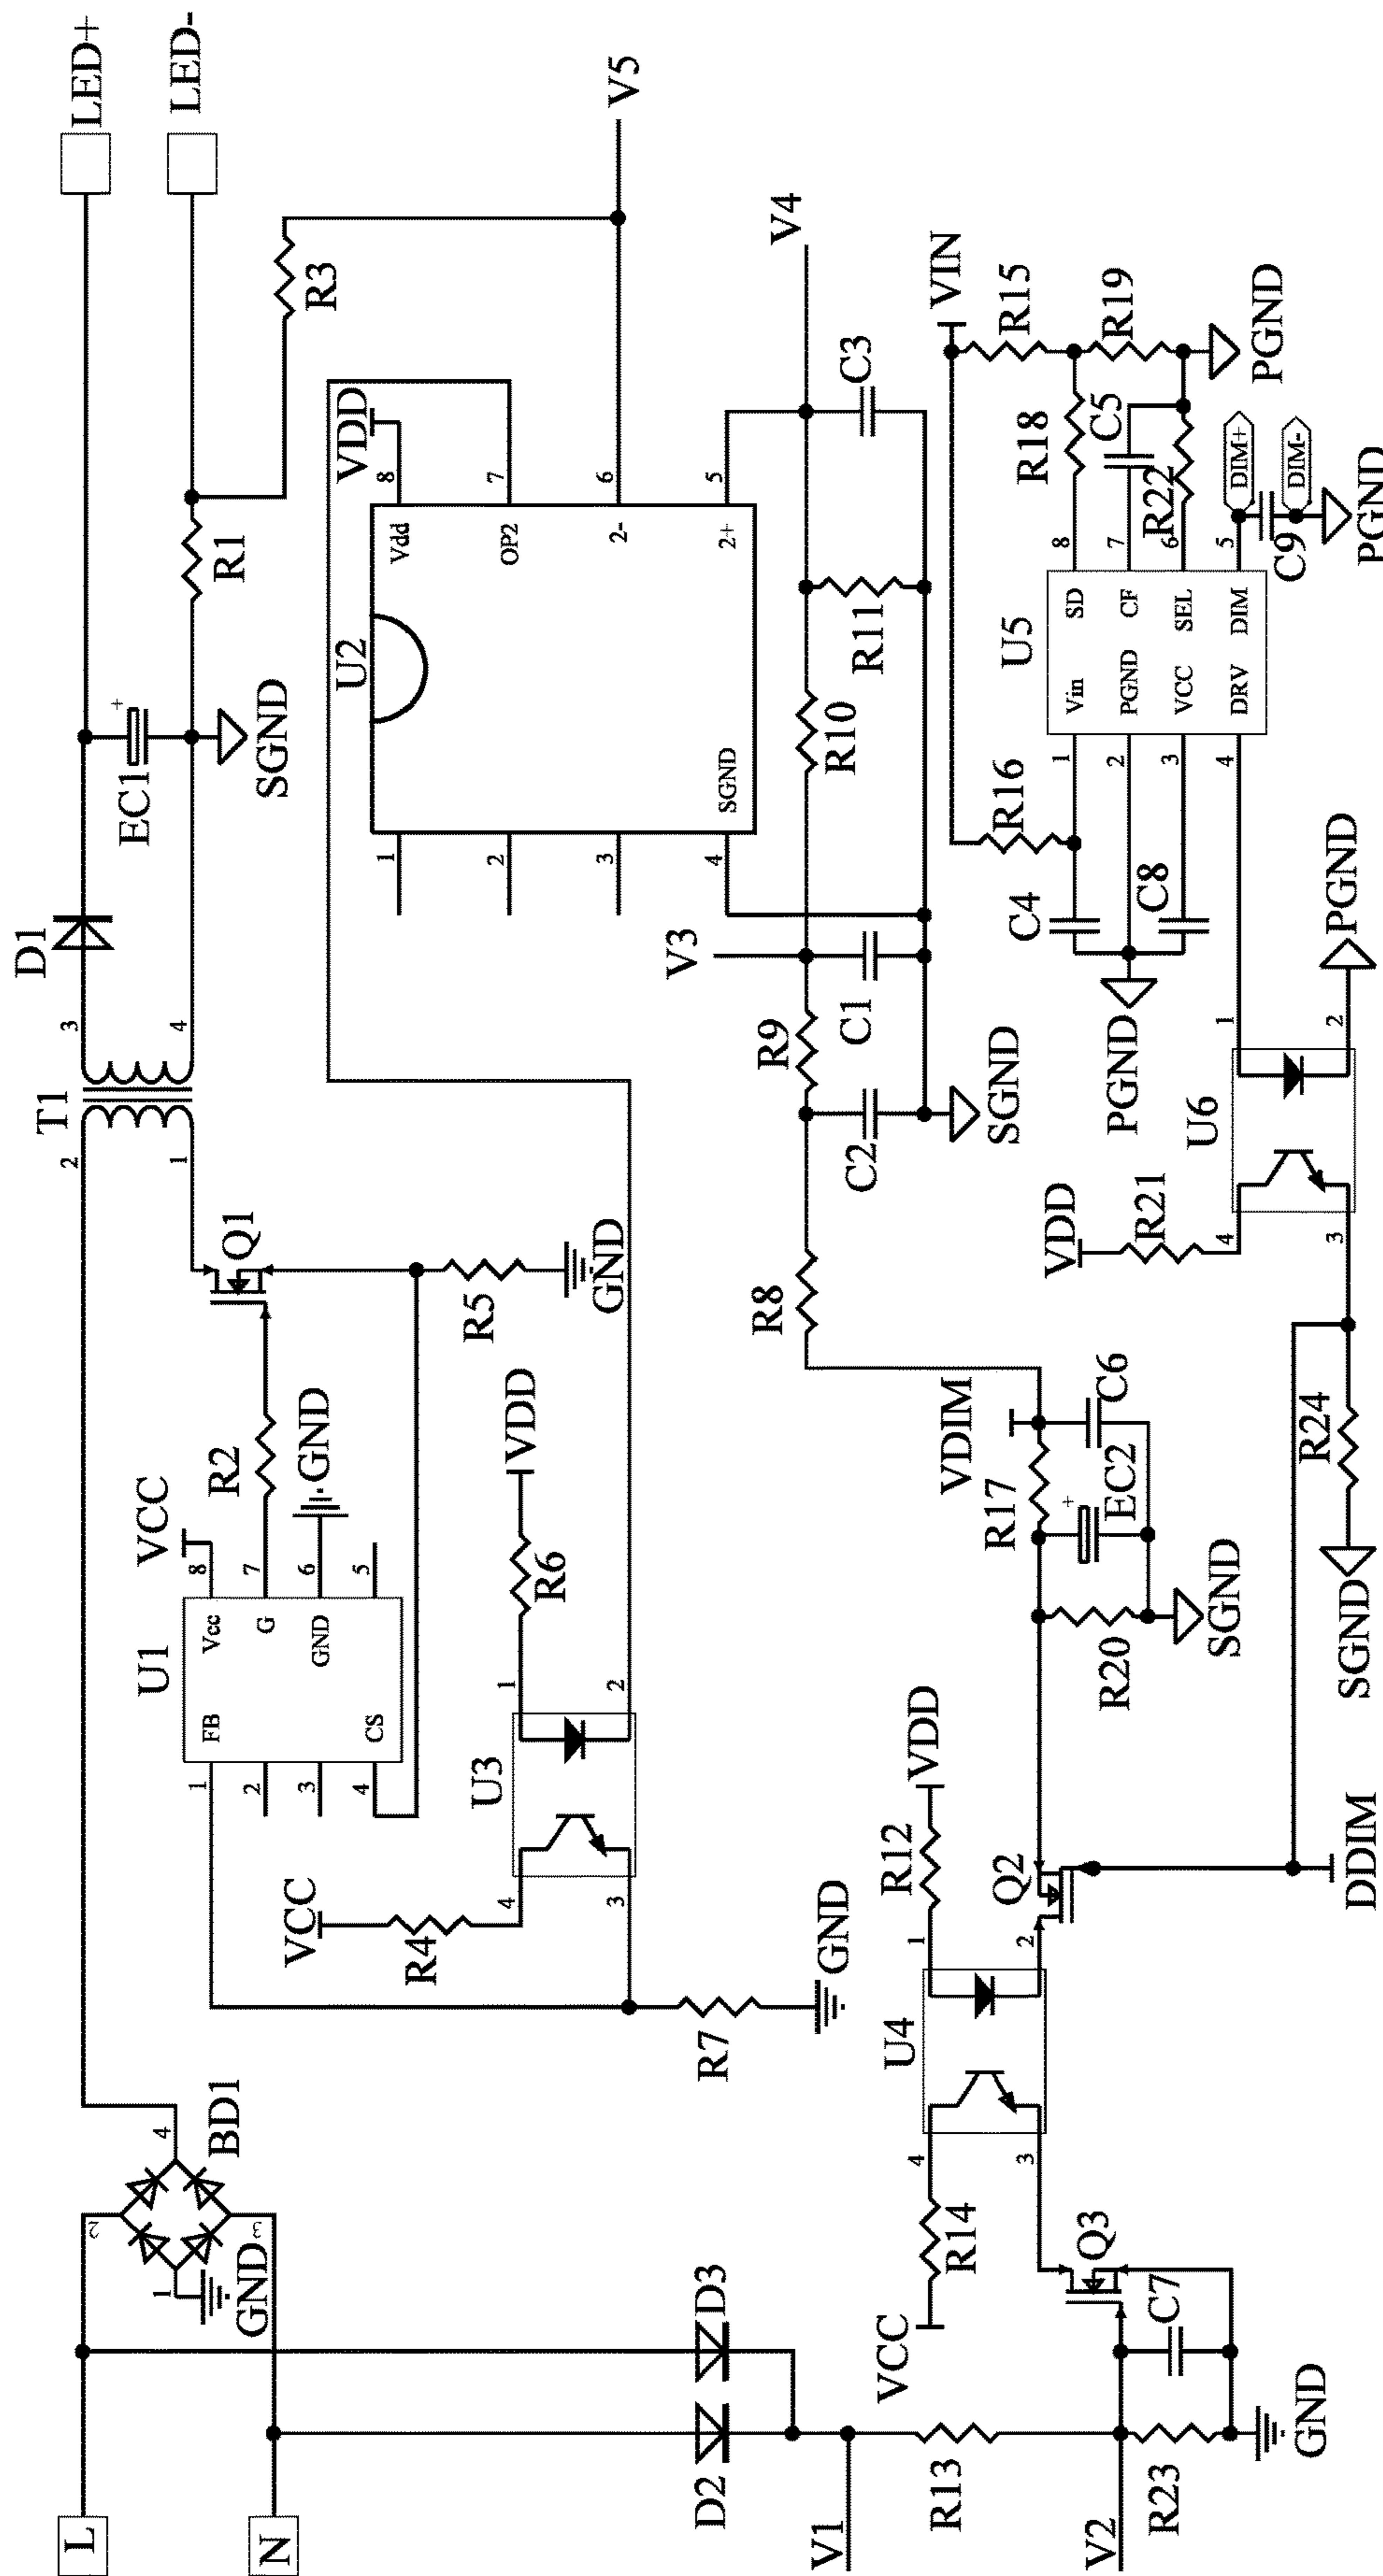 L
N
2
3
1
4
BD1
GND
D2
D3
V1
R13
V2
R23
GND
C7
Q3
VCC
R14
4
3
U4
1
2
R12
VDD
Q2
DDIM
VCC
R4
4
3
R7
GND
U3
1
2
R6
VDD
U1
FB
CS
Vcc
G
GND
1
2
3
4
8
7
6
5
VCC
R2
GND
Q1
R5
GND
T1
2
1
3
4
D1
EC1
+
SGND
R1
R3
LED+
LED-
U2
Vdd
OP2
2-
2+
SGND
1
2
3
4
8
7
6
5
VDD
V5
V4
V3
R8
R9
R10
R11
C2
C1
C3
SGND
R20
SGND
EC2
+
R17
VDIM
C6
SGND
R24
VDD
R21
4
3
U6
1
2
PGND
PGND
C4
C8
R16
U5
Vin
PGND
VCC
DRV
SD
CF
SEL
DIM
1
2
3
4
8
7
6
5
VIN
R15
R18
R19
C5
R22
PGND
DIM+
DIM-
C9
PGND